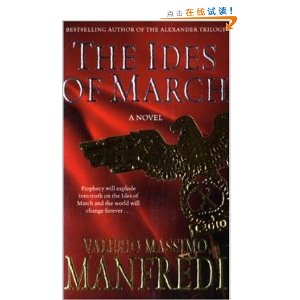 点击 在线试读!
BESTSELLING AUTHOR OF THE ALEXANDER TRILOGY
THE IDES
OF MARCH
A NOVEL
Prophecy will explode
into truth on the Ides of
March and the world will
change forever . . .
VALERIO MASSIMO
MANFREDI